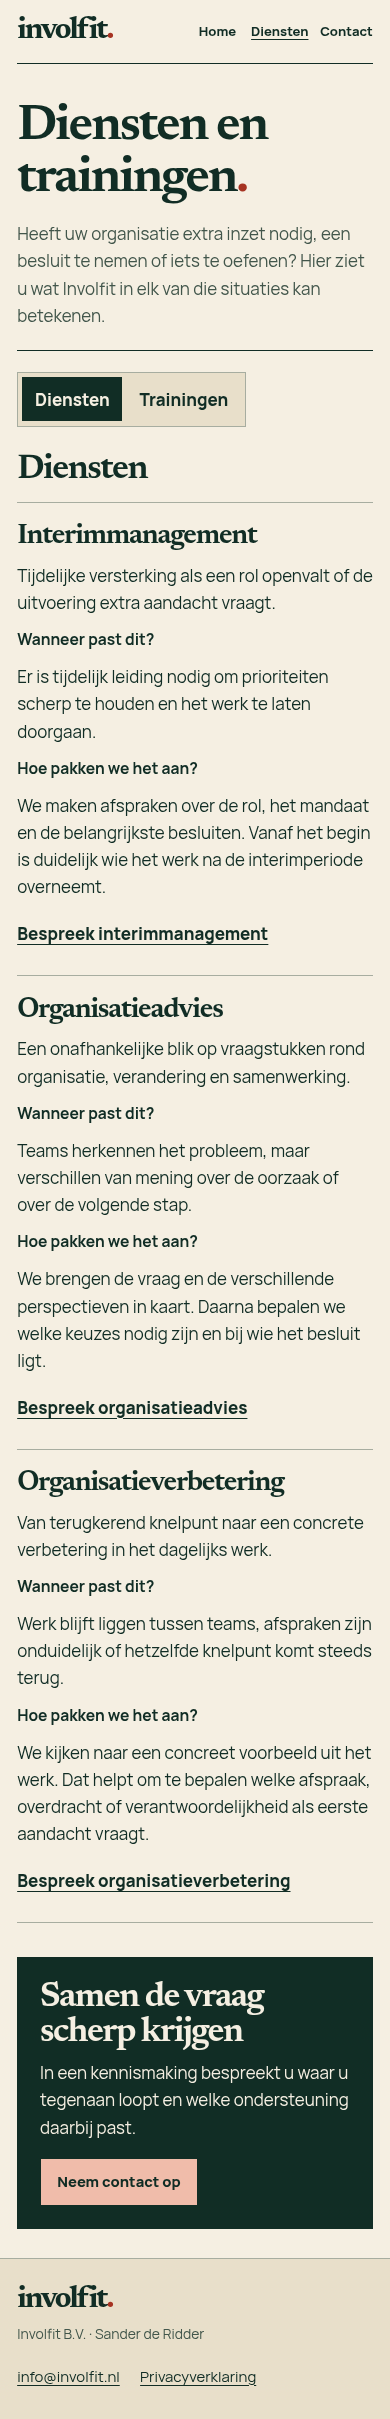 involfit.
Home Diensten Contact
Diensten en
trainingen.
Heeft uw organisatie extra inzet nodig, een
besluit te nemen of iets te oefenen? Hier ziet
u wat Involfit in elk van die situaties kan
betekenen.
Diensten Trainingen
Diensten
Interimmanagement
Tijdelijke versterking als een rol openvalt of de
uitvoering extra aandacht vraagt.
Wanneer past dit?
Er is tijdelijk leiding nodig om prioriteiten
scherp te houden en het werk te laten
doorgaan.
Hoe pakken we het aan?
We maken afspraken over de rol, het mandaat
en de belangrijkste besluiten. Vanaf het begin
is duidelijk wie het werk na de interimperiode
overneemt.
Bespreek interimmanagement
Organisatieadvies
Een onafhankelijke blik op vraagstukken rond
organisatie, verandering en samenwerking.
Wanneer past dit?
Teams herkennen het probleem, maar
verschillen van mening over de oorzaak of
over de volgende stap.
Hoe pakken we het aan?
We brengen de vraag en de verschillende
perspectieven in kaart. Daarna bepalen we
welke keuzes nodig zijn en bij wie het besluit
ligt.
Bespreek organisatieadvies
Organisatieverbetering
Van terugkerend knelpunt naar een concrete
verbetering in het dagelijks werk.
Wanneer past dit?
Werk blijft liggen tussen teams, afspraken zijn
onduidelijk of hetzelfde knelpunt komt steeds
terug.
Hoe pakken we het aan?
We kijken naar een concreet voorbeeld uit het
werk. Dat helpt om te bepalen welke afspraak,
overdracht of verantwoordelijkheid als eerste
aandacht vraagt.
Bespreek organisatieverbetering
Samen de vraag
scherp krijgen
In een kennismaking bespreekt u waar u
tegenaan loopt en welke ondersteuning
daarbij past.
Neem contact op
involfit.
Involfit B.V. · Sander de Ridder
info@involfit.nl Privacyverklaring